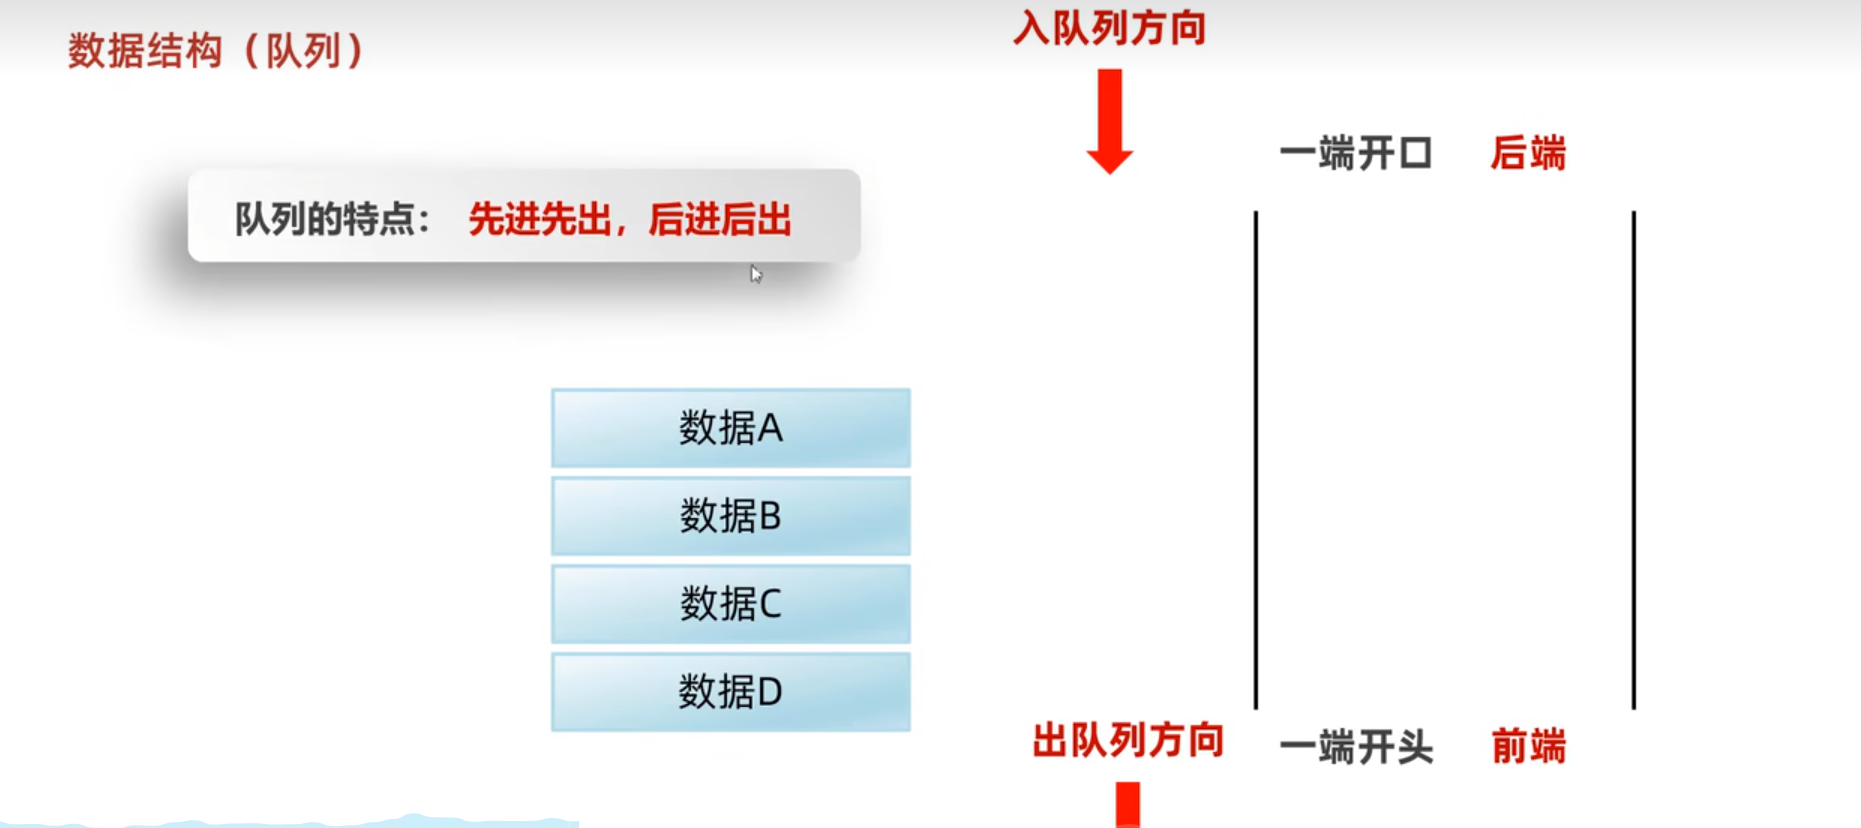 数据结构（队列）
入队列方向
一端开口 后端
队列的特点： 先进先出，后进后出
数据A
数据B
数据C
数据D
出队列方向
一端开头 前端